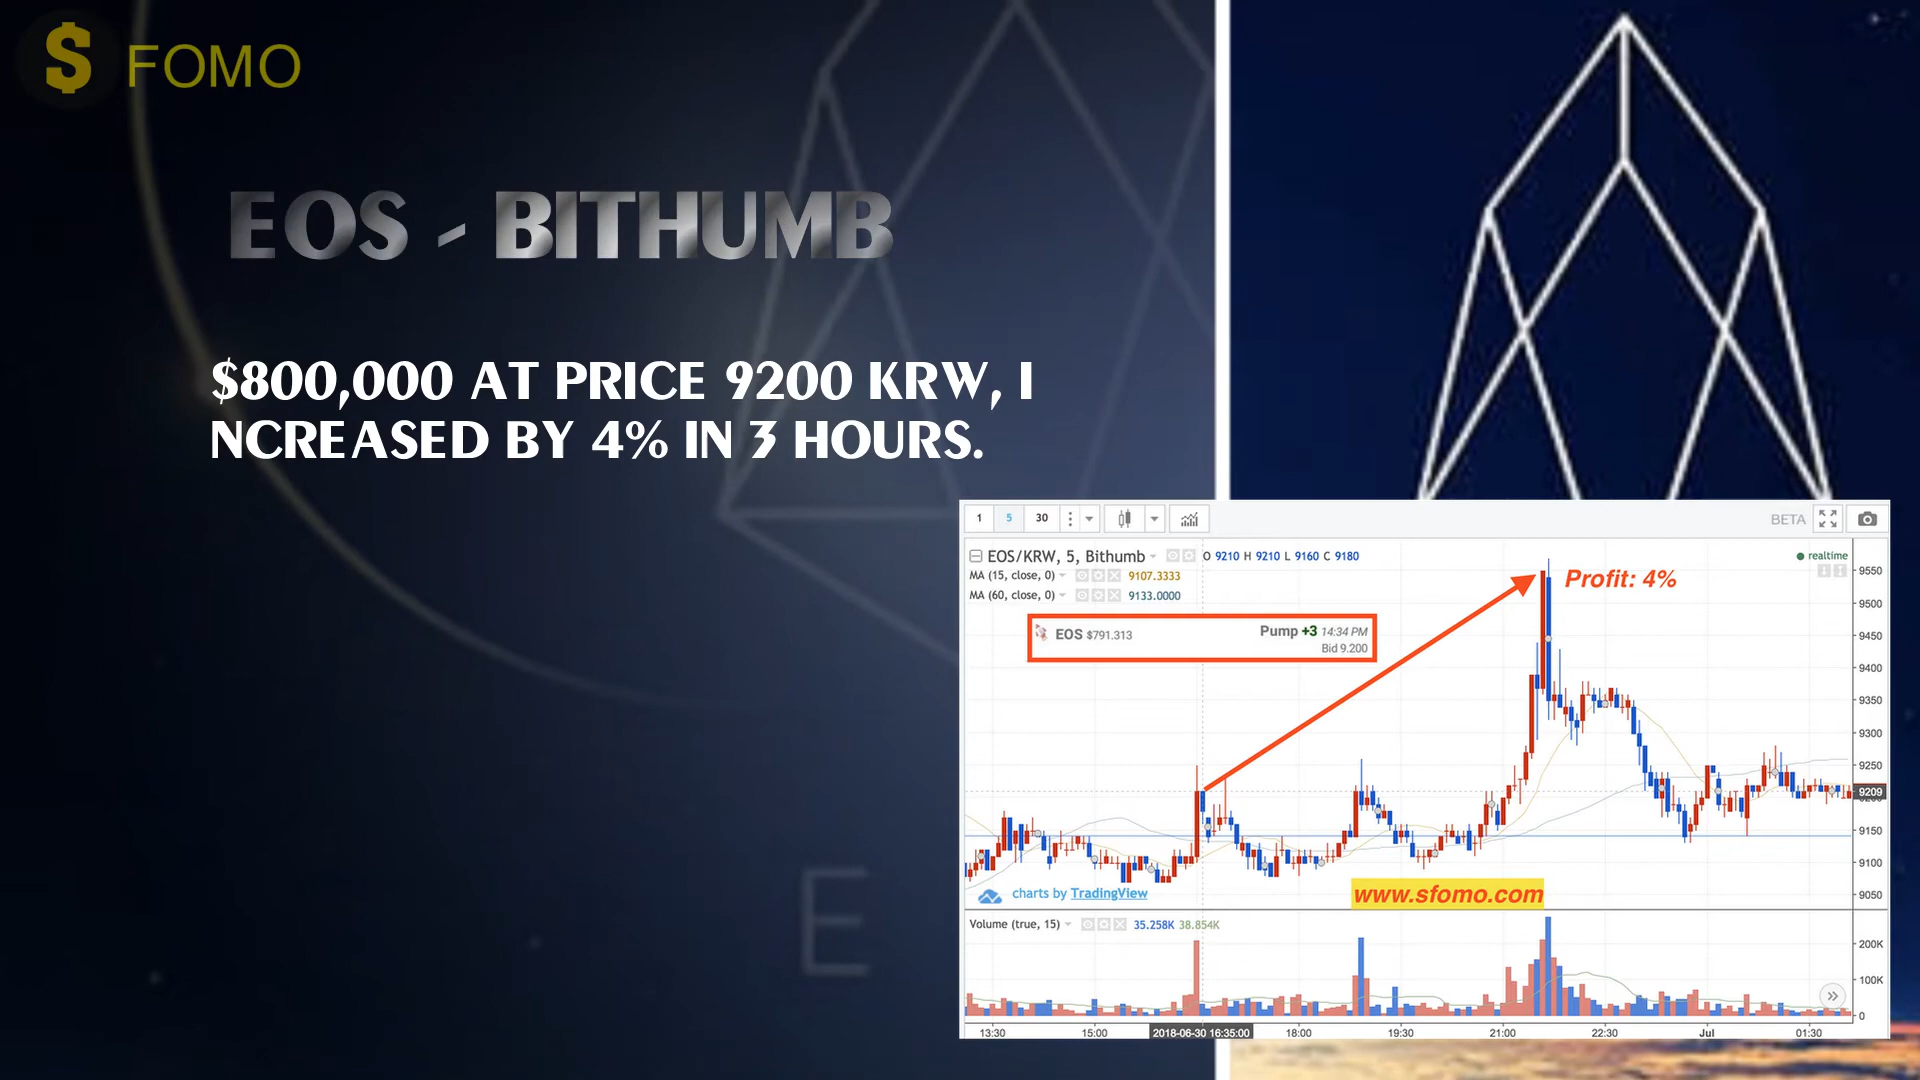 $ FOMO
EOS - BITHUMB
$800,000 AT PRICE 9200 KRW, I
NCREASED BY 4% IN 3 HOURS.
E
1 5 30 BETA
EOS/KRW, 5, Bithumb O 9210 H 9210 L 9160 C 9180 realtime
MA (15, close, 0) 9107.3333
MA (60, close, 0) 9133.0000
Profit: 4%
EOS $791.313 Pump +3 14:34 PM
Bid 9.200
9550
9500
9450
9400
9350
9300
9250
9209
9150
9100
9050
charts by TradingView
www.sfomo.com
Volume (true, 15) 35.258K 38.854K
200K
100K
0
13:30 15:00 2018-06-30 16:35:00 18:00 19:30 21:00 22:30 Jul 01:30